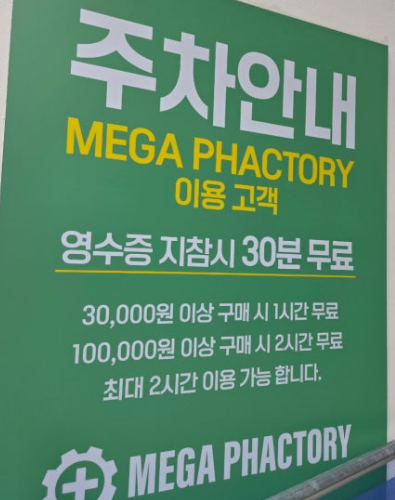 주차안내
MEGA PHACTORY
이용 고객
영수증 지참시 30분 무료
30,000원 이상 구매 시 1시간 무료
100,000원 이상 구매 시 2시간 무료
최대 2시간 이용 가능 합니다.
MEGA PHACTORY